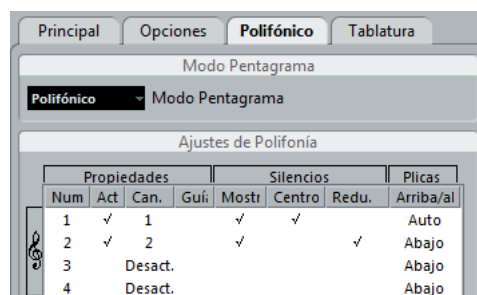 Principal Opciones Polifónico Tablatura
Modo Pentagrama
Polifónico Modo Pentagrama
Ajustes de Polifonía
Propiedades Silencios Plicas
Num Act Can. Guí: Mostr Centro Redu. Arriba/al
1 √ 1 √ √ Auto
2 √ 2 √ √ Abajo
3 Desact. Abajo
4 Desact. Abajo